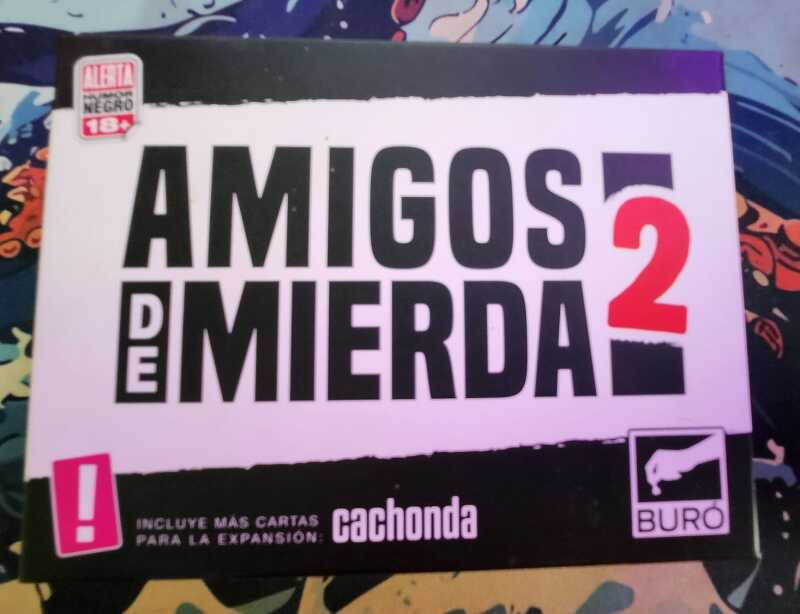 ALERTA
HUMOR
NEGRO
18+
AMIGOS
DE MIERDA
2
!
INCLUYE MÁS CARTAS
PARA LA EXPANSIÓN: cachonda
BURÓ